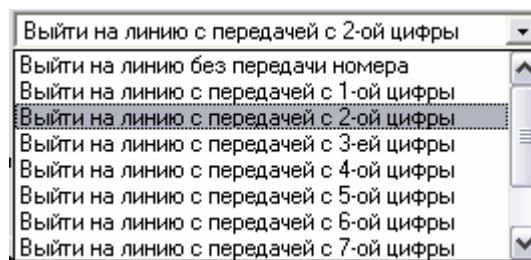 Выйти на линию с передачей с 2-ой цифры
Выйти на линию без передачи номера
Выйти на линию с передачей с 1-ой цифры
Выйти на линию с передачей с 2-ой цифры
Выйти на линию с передачей с 3-ей цифры
Выйти на линию с передачей с 4-ой цифры
Выйти на линию с передачей с 5-ой цифры
Выйти на линию с передачей с 6-ой цифры
Выйти на линию с передачей с 7-ой цифры